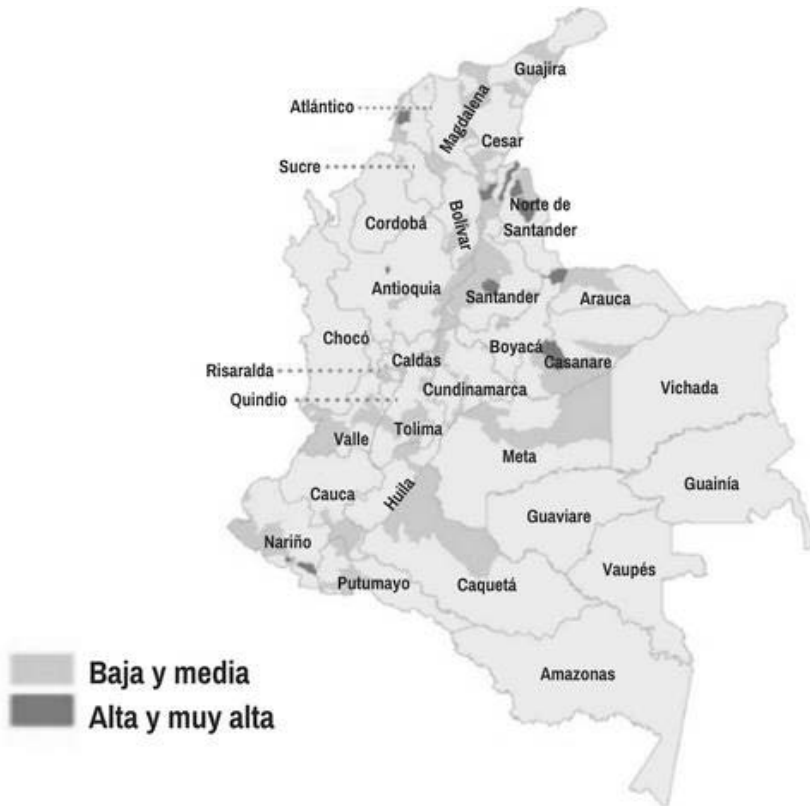 Guajira
Atlántico
Magdalena
Cesar
Sucre
Norte de
Santander
Bolívar
Cordobá
Antioquia
Santander
Arauca
Chocó
Boyacá
Caldas
Casanare
Risaralda
Cundinamarca
Vichada
Quindio
Tolima
Valle
Meta
Guainía
Huila
Cauca
Guaviare
Nariño
Vaupés
Putumayo
Caquetá
Amazonas
Baja y media
Alta y muy alta